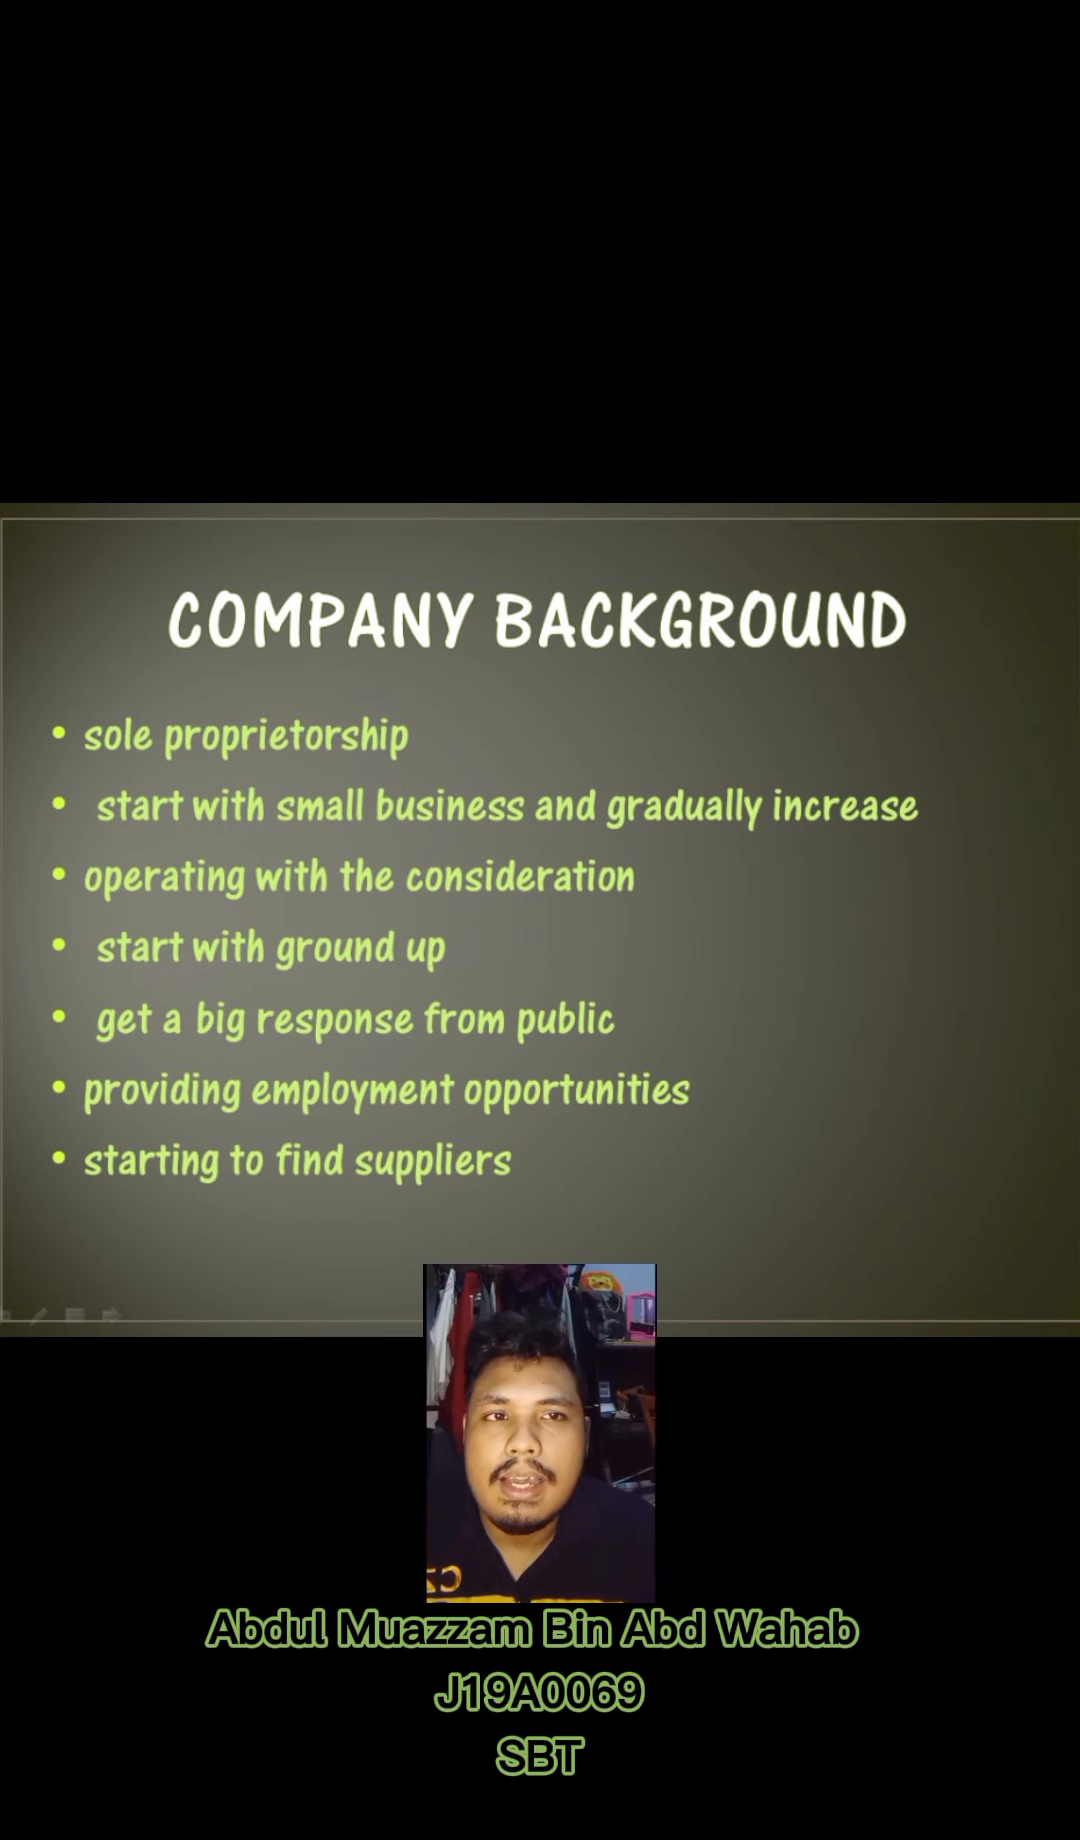 COMPANY BACKGROUND
• sole proprietorship
• start with small business and gradually increase
• operating with the consideration
• start with ground up
• get a big response from public
• providing employment opportunities
• starting to find suppliers
Abdul Muazzam Bin Abd Wahab
J19A0069
SBT